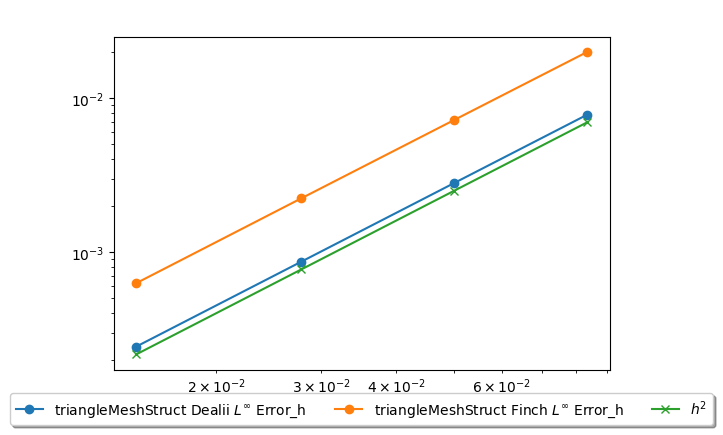 10⁻²
10⁻³
2 × 10⁻² 3 × 10⁻² 4 × 10⁻² 6 × 10⁻²
triangleMeshStruct Dealii L^∞ Error_h triangleMeshStruct Finch L^∞ Error_h h²